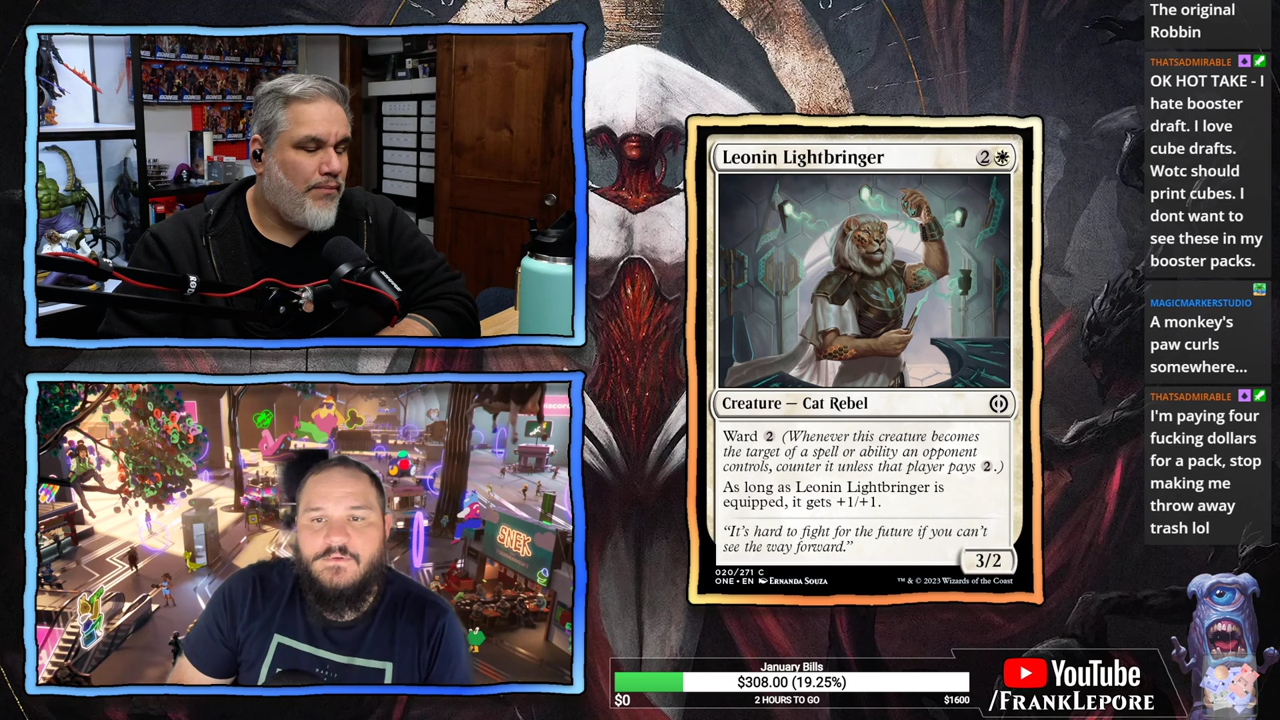 The original
Robbin
THATSADMIRABLE
OK HOT TAKE - I
hate booster
draft. I love
cube drafts.
Wotc should
print cubes. I
dont want to
see these in my
booster packs.
MAGICMARKERSTUDIO
A monkey's
paw curls
somewhere...
THATSADMIRABLE
I'm paying four
fucking dollars
for a pack, stop
making me
throw away
trash lol
Leonin Lightbringer 2
Creature — Cat Rebel
Ward 2 (Whenever this creature becomes
the target of a spell or ability an opponent
controls, counter it unless that player pays 2.)
As long as Leonin Lightbringer is
equipped, it gets +1/+1.
"It's hard to fight for the future if you can't
see the way forward."
3/2
020/271 C
ONE • EN ERNANDA SOUZA
™ & © 2023 Wizards of the Coast
SNEK
January Bills
$308.00 (19.25%)
$0 2 HOURS TO GO $1600
YouTube
/FRANKLEPORE